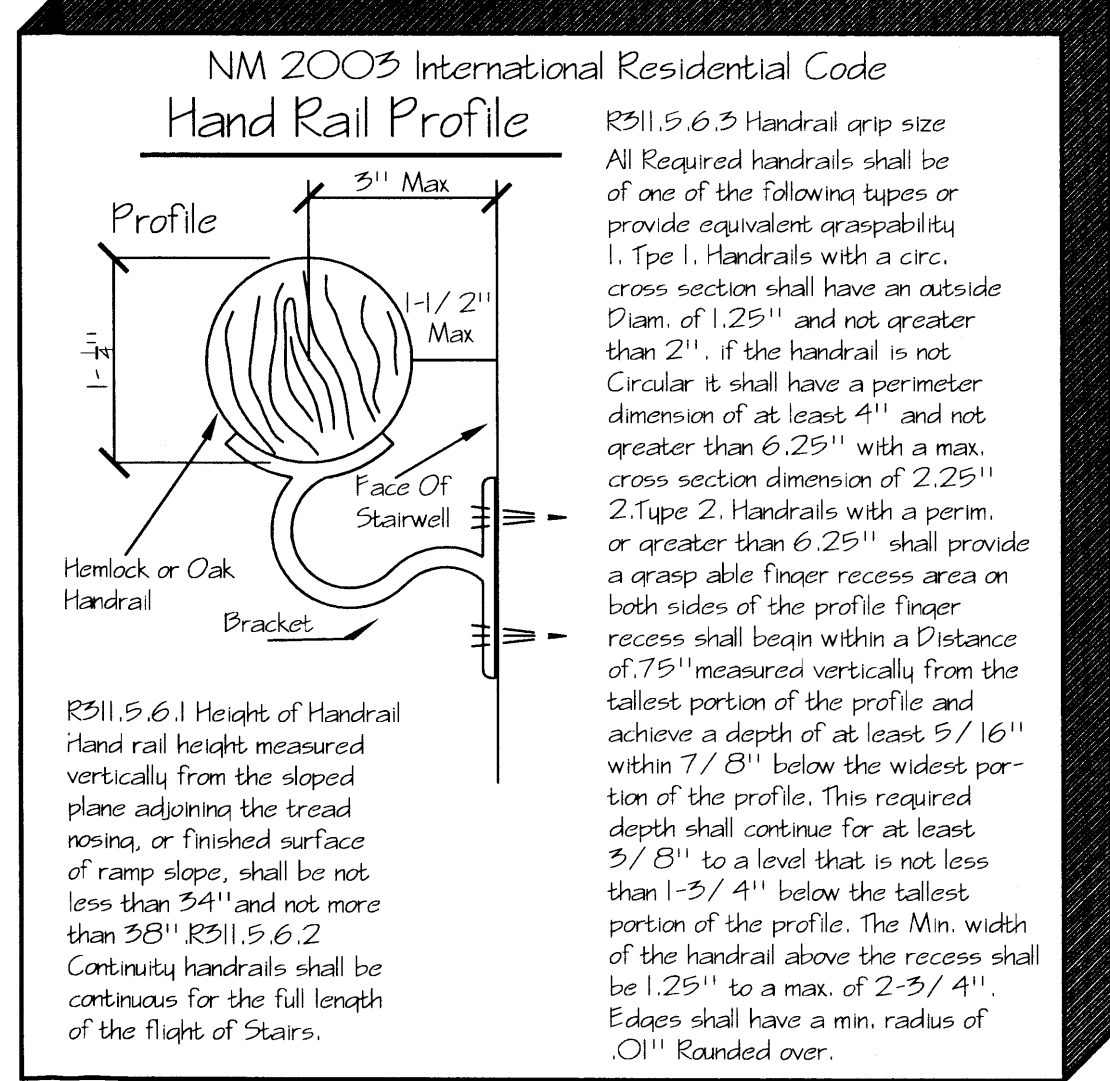 NM 2003 International Residential Code
Hand Rail Profile
3" Max
Profile
1-1/2"
Max
1-1/4"
Face Of
Stairwell
Hemlock or Oak
Handrail
Bracket
R311.5.6.1 Height of Handrail
Hand rail height measured
vertically from the sloped
plane adjoining the tread
nosing, or finished surface
of ramp slope, shall be not
less than 34" and not more
than 38".R311.5.6.2
Continuity handrails shall be
continuous for the full length
of the flight of Stairs.
R311.5.6.3 Handrail grip size
All Required handrails shall be
of one of the following types or
provide equivalent graspability
1. Tpe 1. Handrails with a circ.
cross section shall have an outside
Diam. of 1.25" and not greater
than 2". if the handrail is not
Circular it shall have a perimeter
dimension of at least 4" and not
greater than 6.25" with a max.
cross section dimension of 2.25"
2.Type 2. Handrails with a perim.
or greater than 6.25" shall provide
a grasp able finger recess area on
both sides of the profile finger
recess shall begin within a Distance
of.75"measured vertically from the
tallest portion of the profile and
achieve a depth of at least 5/16"
within 7/8" below the widest por-
tion of the profile. This required
depth shall continue for at least
3/8" to a level that is not less
than 1-3/4" below the tallest
portion of the profile. The Min. width
of the handrail above the recess shall
be 1.25" to a max. of 2-3/4".
Edges shall have a min. radius of
.01" Rounded over.